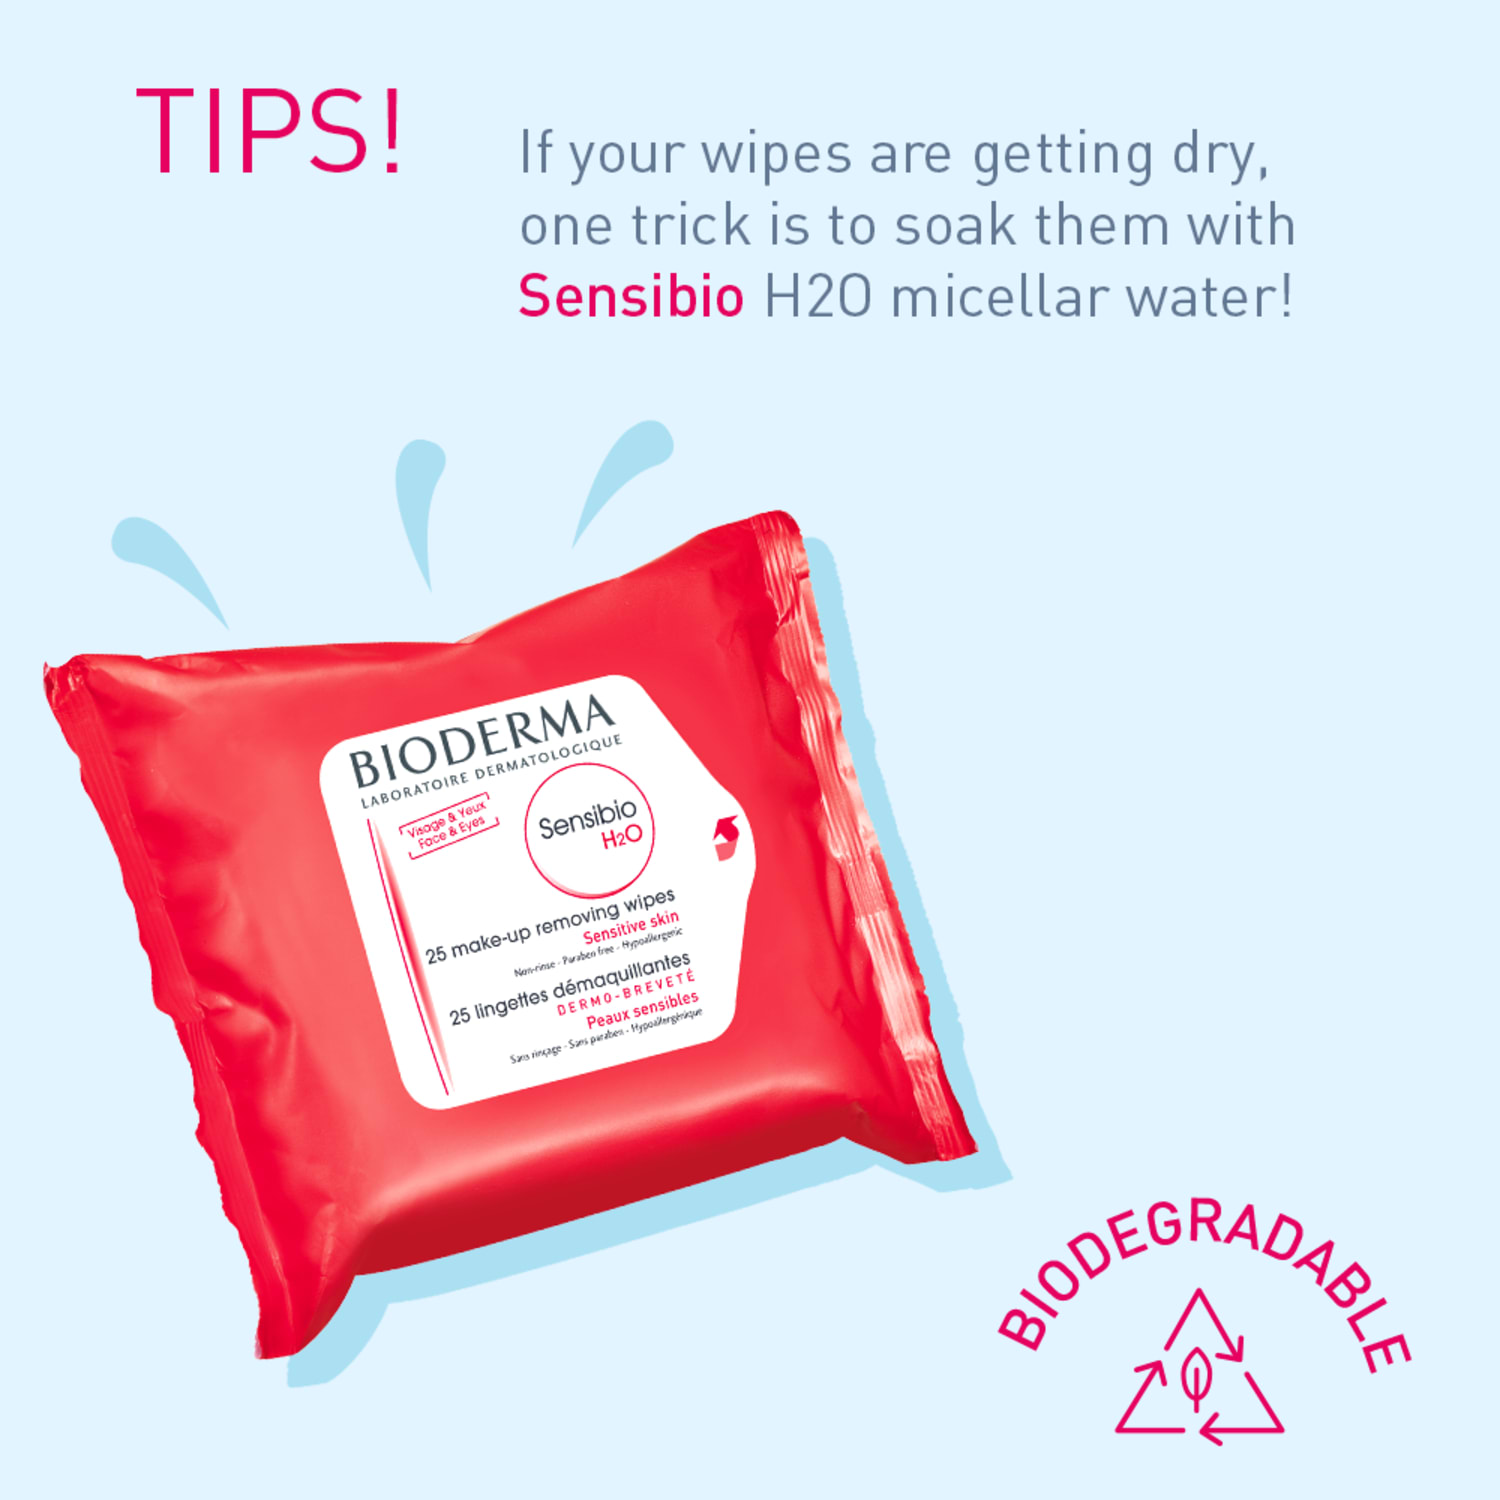 TIPS!
If your wipes are getting dry,
one trick is to soak them with
Sensibio H2O micellar water!
BIODERMA
LABORATOIRE DERMATOLOGIQUE
Visage & Yeux
Face & Eyes
Sensibio
H2O
25 make-up removing wipes
Sensitive skin
Non-rinse - Paraben free - Hypoallergenic
25 lingettes démaquillantes
DERMO-BREVETÉ
Peaux sensibles
Sans rinçage - Sans paraben - Hypoallergénique
BIODEGRADABLE